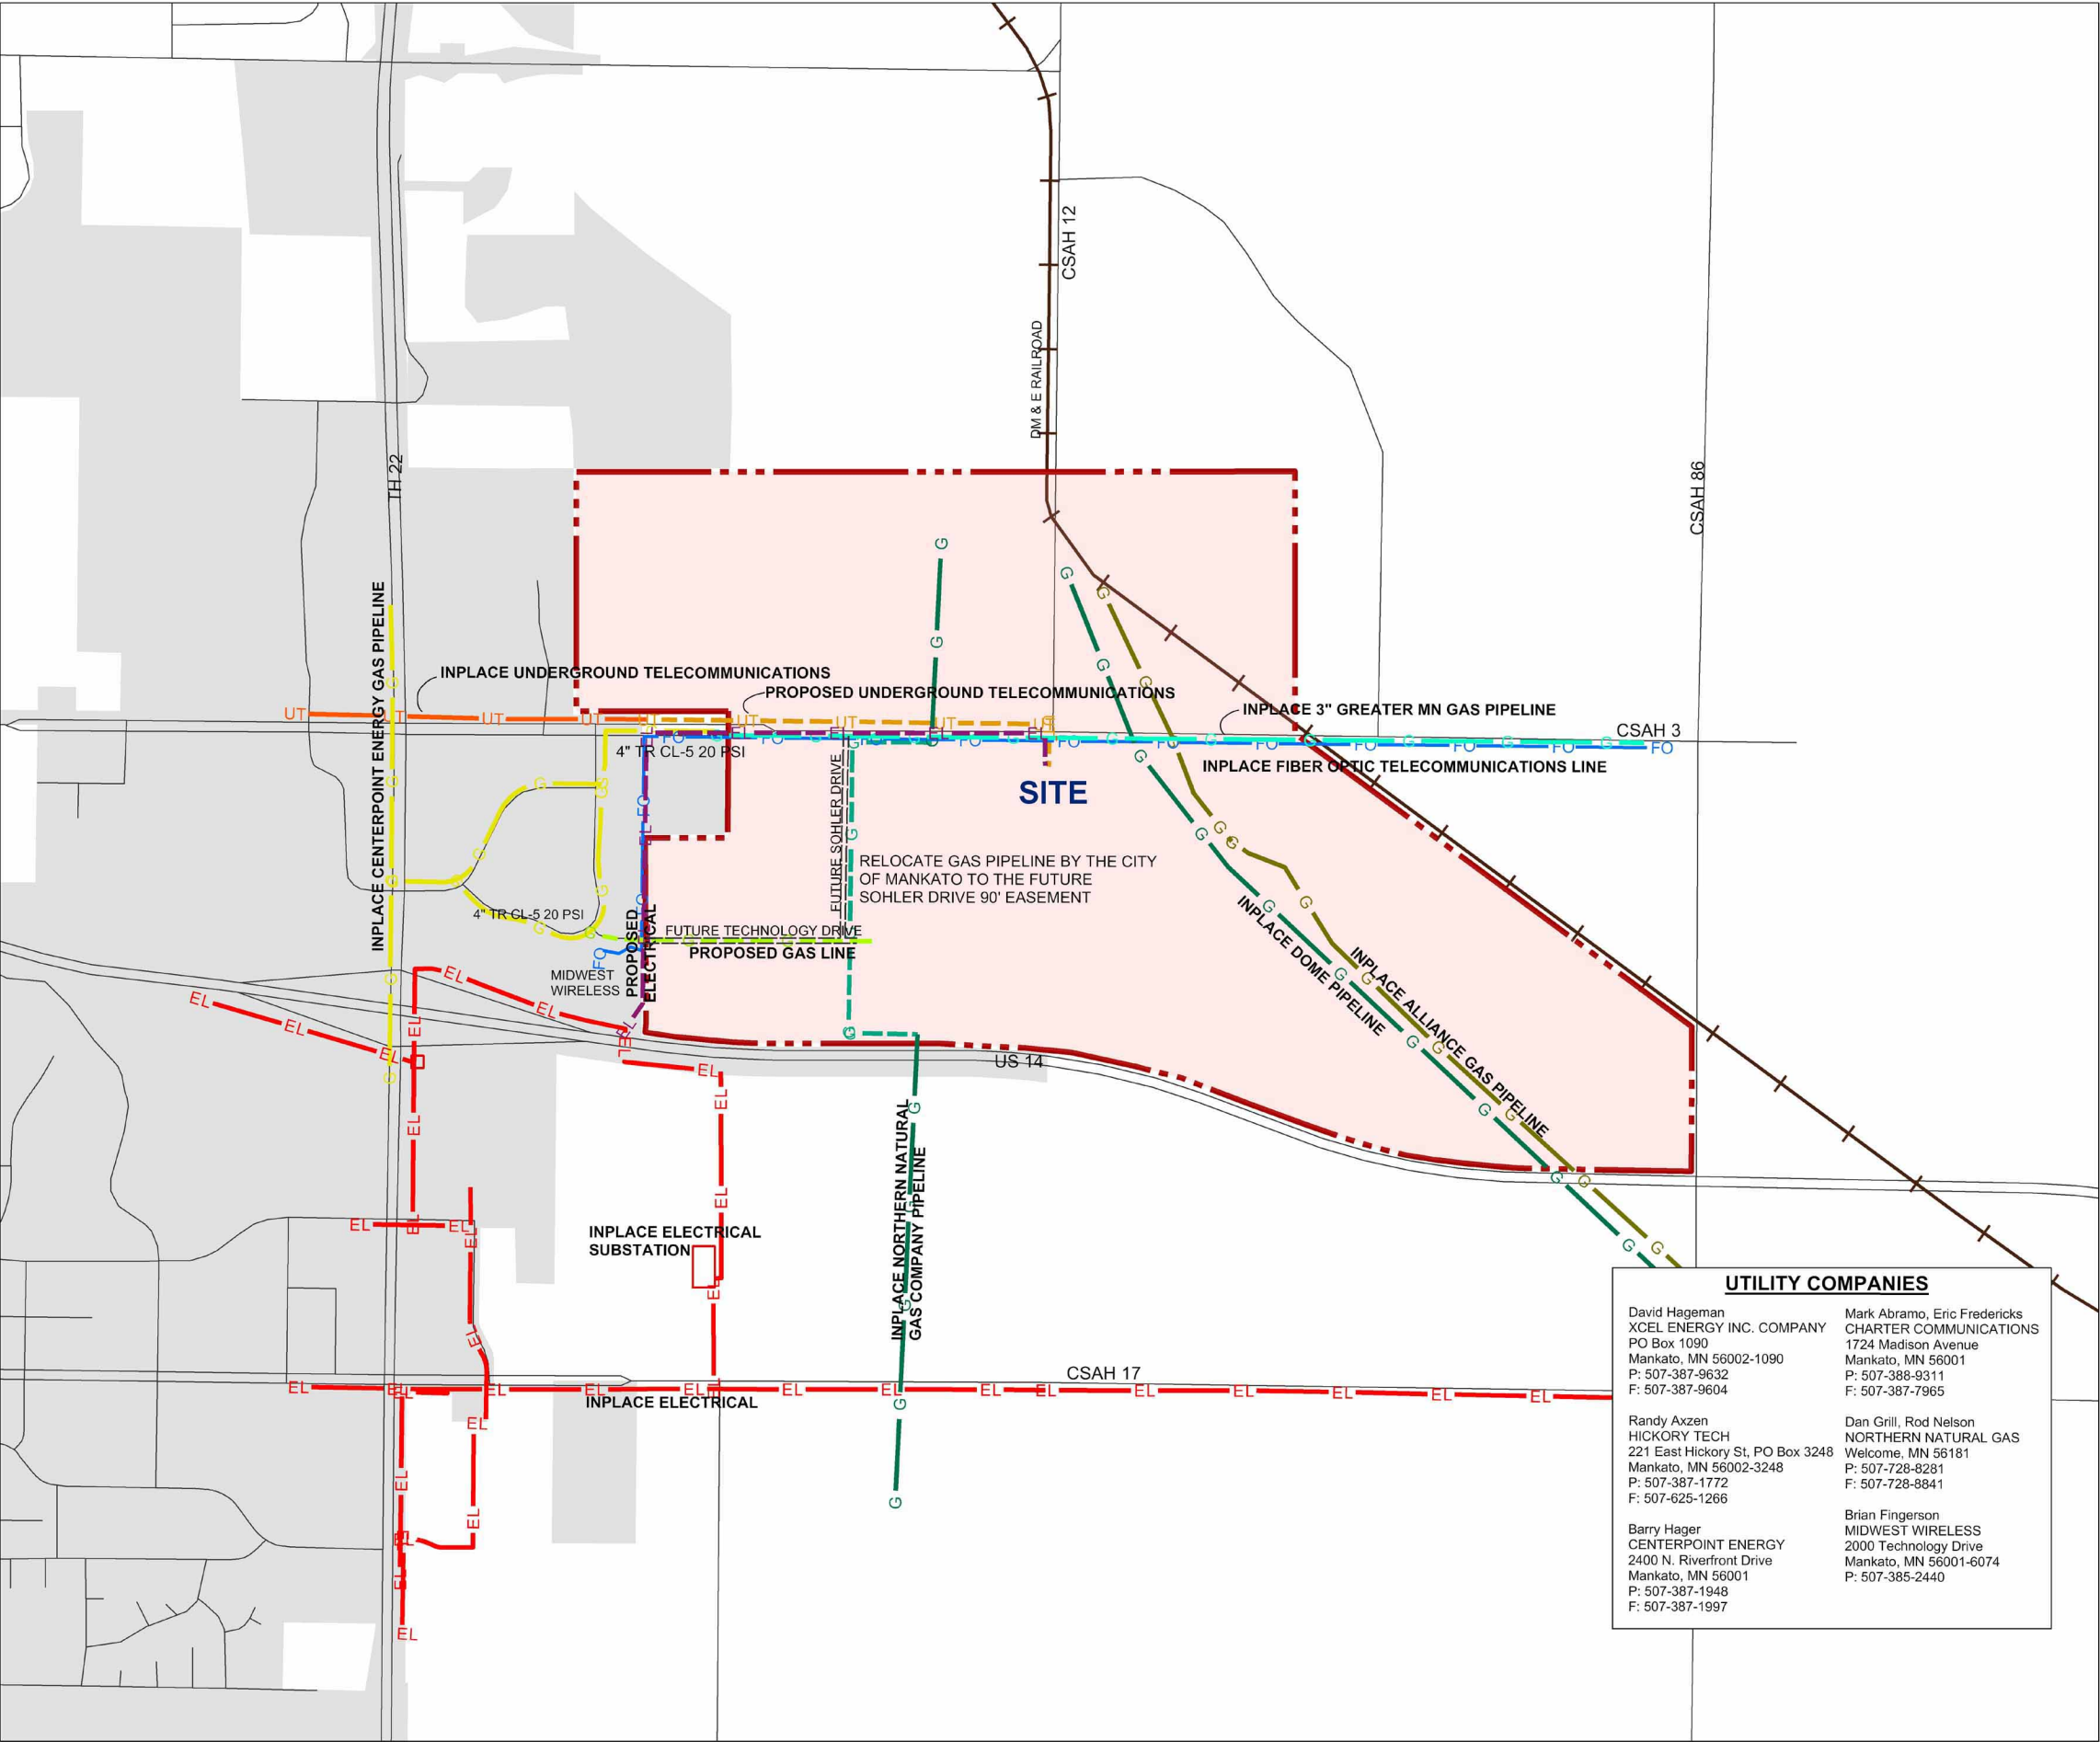 CSAH 12
DM & E RAILROAD
TH 22
CSAH 86
INPLACE CENTERPOINT ENERGY GAS PIPELINE
INPLACE UNDERGROUND TELECOMMUNICATIONS
PROPOSED UNDERGROUND TELECOMMUNICATIONS
INPLACE 3" GREATER MN GAS PIPELINE
CSAH 3
4" TR CL-5 20 PSI
INPLACE FIBER OPTIC TELECOMMUNICATIONS LINE
SITE
FUTURE SOHLER DRIVE
RELOCATE GAS PIPELINE BY THE CITY
OF MANKATO TO THE FUTURE
SOHLER DRIVE 90' EASEMENT
4" TR CL-5 20 PSI
FUTURE TECHNOLOGY DRIVE
PROPOSED GAS LINE
PROPOSED
ELECTRICAL
MIDWEST
WIRELESS
INPLACE DOME PIPELINE
INPLACE ALLIANCE GAS PIPELINE
US 14
INPLACE NORTHERN NATURAL
GAS COMPANY PIPELINE
INPLACE ELECTRICAL
SUBSTATION
CSAH 17
INPLACE ELECTRICAL
UT
G
FO
EL
UTILITY COMPANIES
David Hageman
XCEL ENERGY INC. COMPANY
PO Box 1090
Mankato, MN 56002-1090
P: 507-387-9632
F: 507-387-9604
Randy Axzen
HICKORY TECH
221 East Hickory St, PO Box 3248
Mankato, MN 56002-3248
P: 507-387-1772
F: 507-625-1266
Barry Hager
CENTERPOINT ENERGY
2400 N. Riverfront Drive
Mankato, MN 56001
P: 507-387-1948
F: 507-387-1997
Mark Abramo, Eric Fredericks
CHARTER COMMUNICATIONS
1724 Madison Avenue
Mankato, MN 56001
P: 507-388-9311
F: 507-387-7965
Dan Grill, Rod Nelson
NORTHERN NATURAL GAS
Welcome, MN 56181
P: 507-728-8281
F: 507-728-8841
Brian Fingerson
MIDWEST WIRELESS
2000 Technology Drive
Mankato, MN 56001-6074
P: 507-385-2440